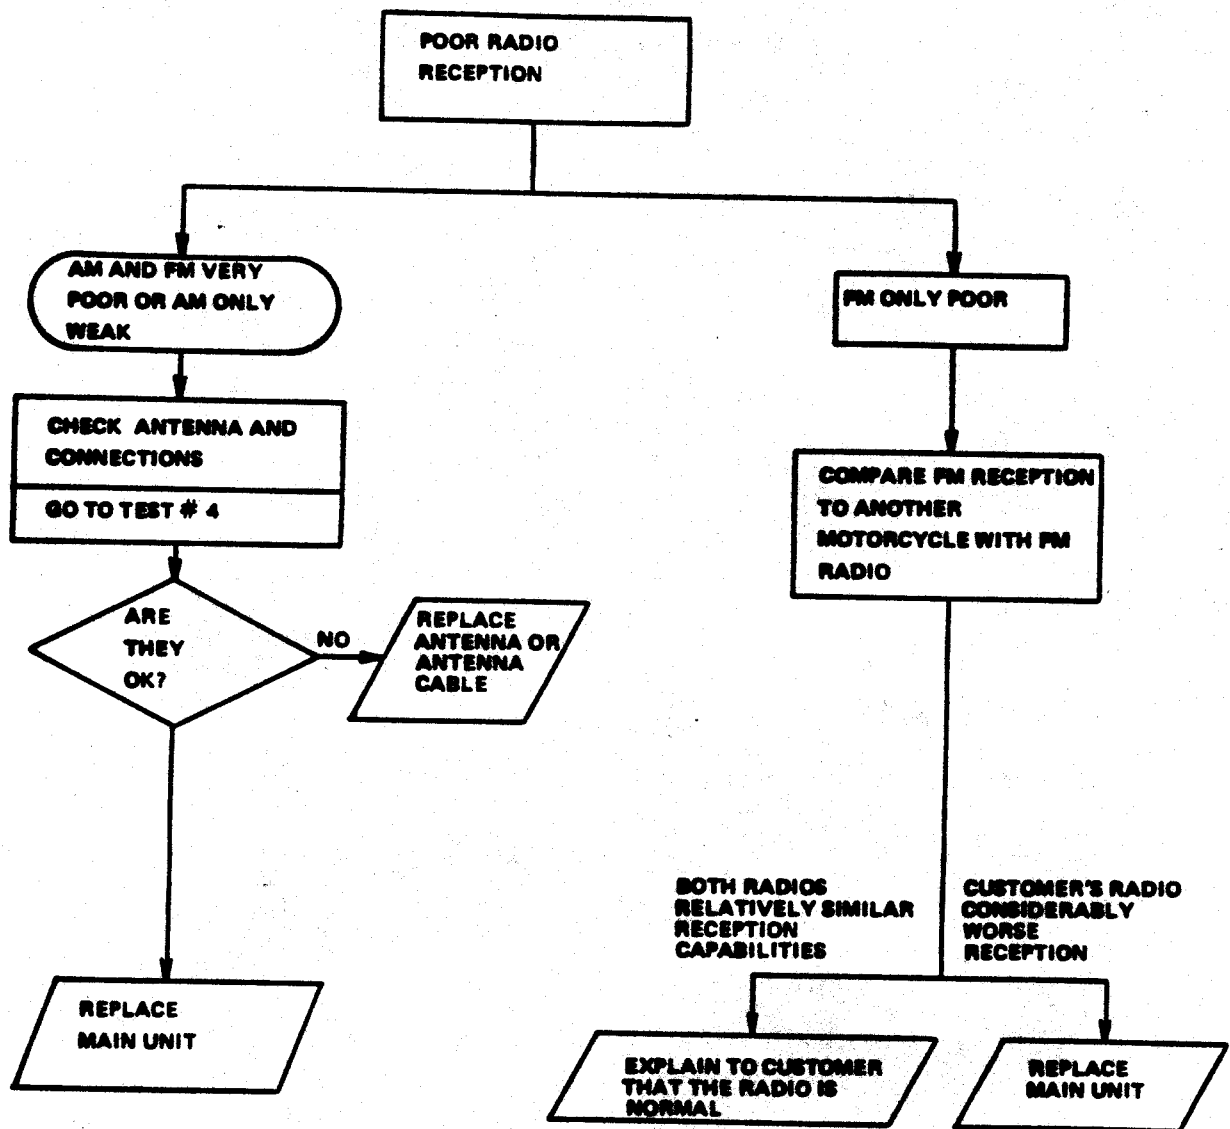 POOR RADIO
RECEPTION
AM AND FM VERY
POOR OR AM ONLY
WEAK
FM ONLY POOR
CHECK ANTENNA AND
CONNECTIONS
GO TO TEST # 4
COMPARE FM RECEPTION
TO ANOTHER
MOTORCYCLE WITH FM
RADIO
ARE
THEY
OK?
NO
REPLACE
ANTENNA OR
ANTENNA
CABLE
BOTH RADIOS
RELATIVELY SIMILAR
RECEPTION
CAPABILITIES
CUSTOMER'S RADIO
CONSIDERABLY
WORSE
RECEPTION
REPLACE
MAIN UNIT
EXPLAIN TO CUSTOMER
THAT THE RADIO IS
NORMAL
REPLACE
MAIN UNIT